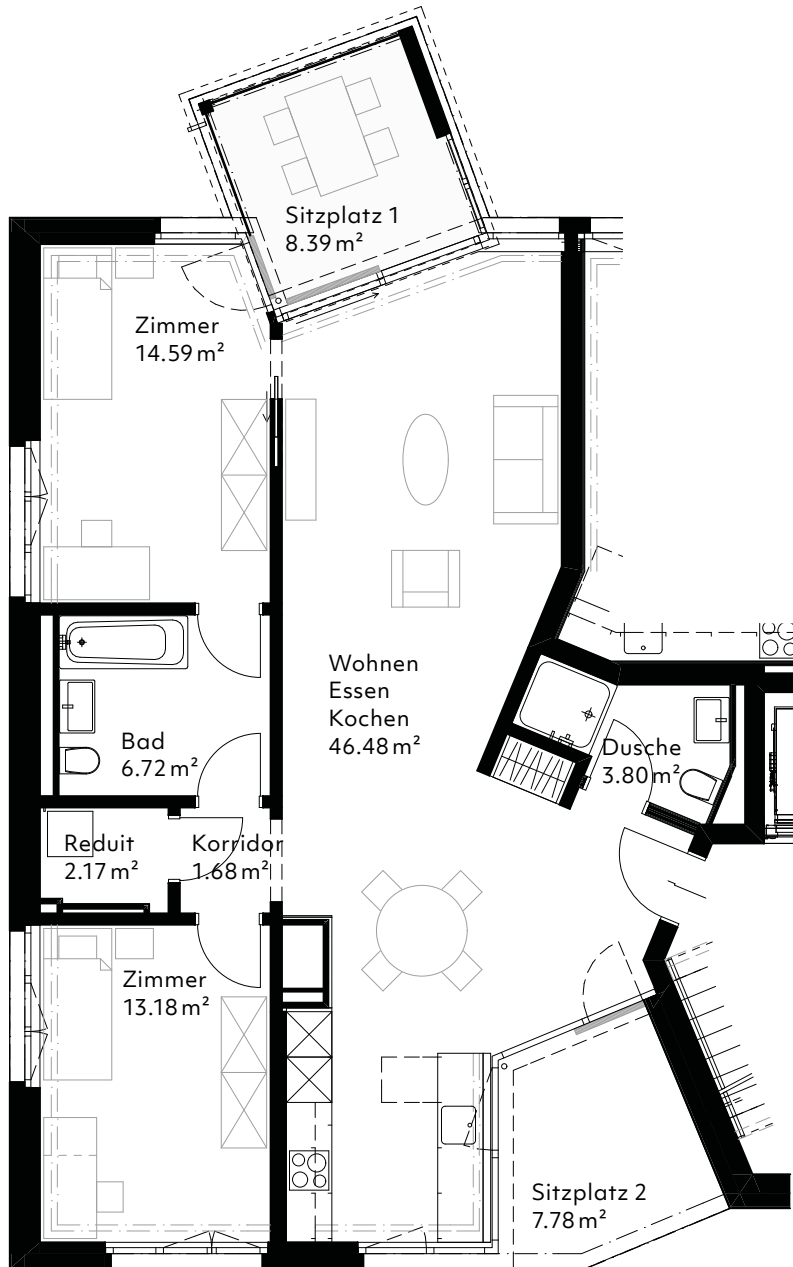 Sitzplatz 1
8.39 m²
Zimmer
14.59 m²
Wohnen
Essen
Kochen
46.48 m²
Bad
6.72 m²
Dusche
3.80 m²
Reduit
2.17 m²
Korridor
1.68 m²
Zimmer
13.18 m²
Sitzplatz 2
7.78 m²